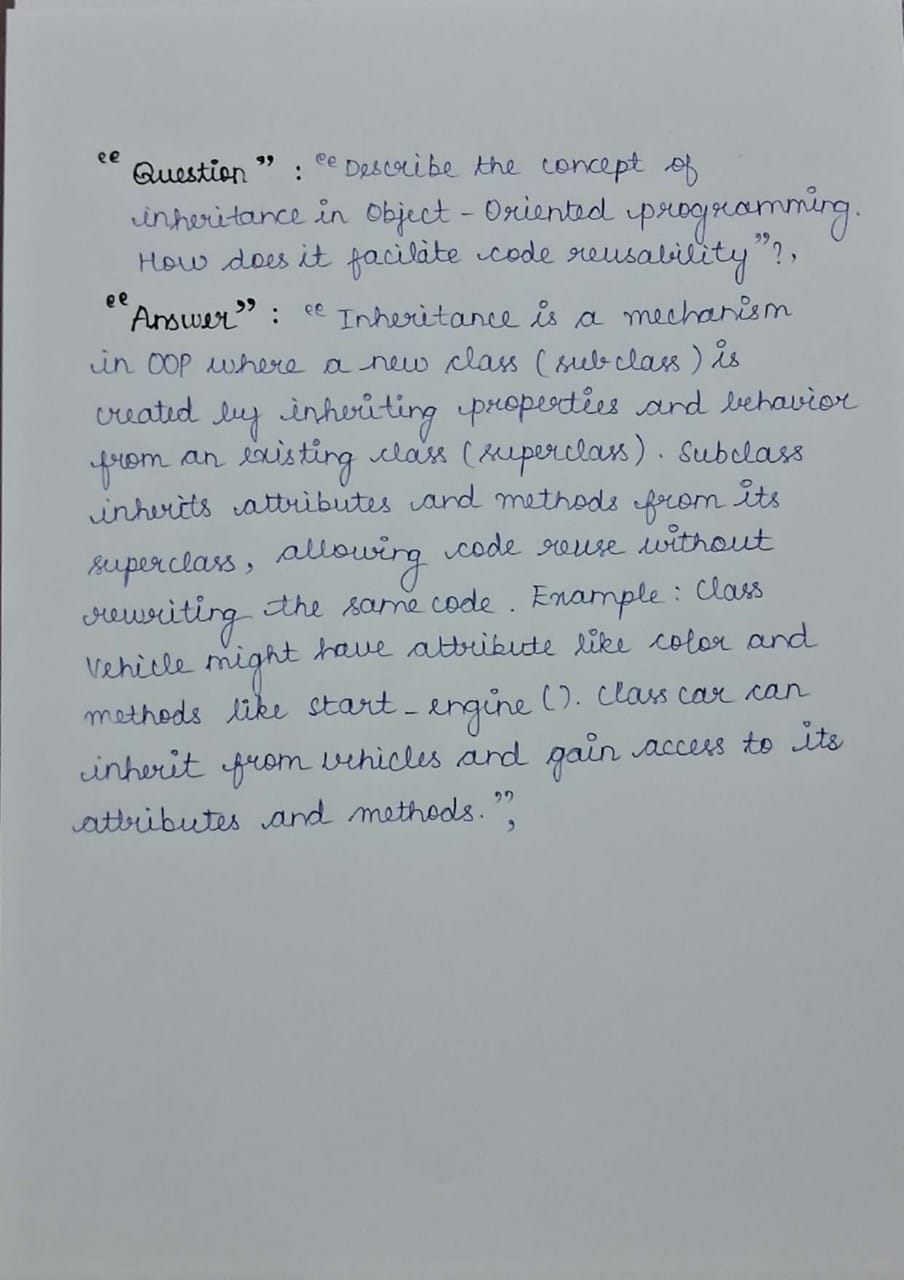 “Question” : “Describe the concept of
inheritance in Object - Oriented programming.
How does it facilate code reusability”?,
“Answer” : “Inheritance is a mechanism
in OOP where a new class (subclass) is
created by inheriting properties and behavior
from an existing class (superclass). Subclass
inherits attributes and methods from its
superclass, allowing code reuse without
rewriting the same code. Example : Class
Vehicle might have attribute like color and
methods like start_engine(). Class car can
inherit from vehicles and gain access to its
attributes and methods.”,